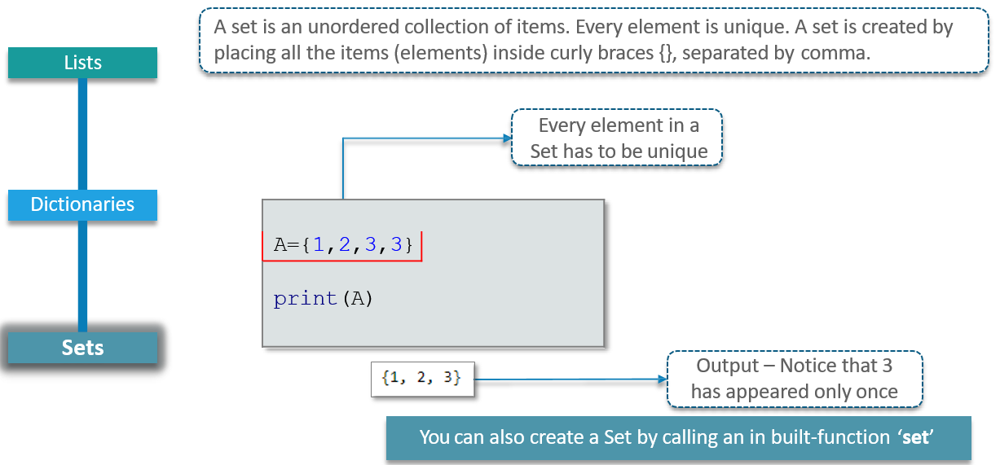 A set is an unordered collection of items. Every element is unique. A set is created by
placing all the items (elements) inside curly braces {}, separated by comma.
Lists
Every element in a
Set has to be unique
Dictionaries
A={1,2,3,3}
print(A)
Sets
{1, 2, 3}
Output – Notice that 3
has appeared only once
You can also create a Set by calling an in built-function ‘set’